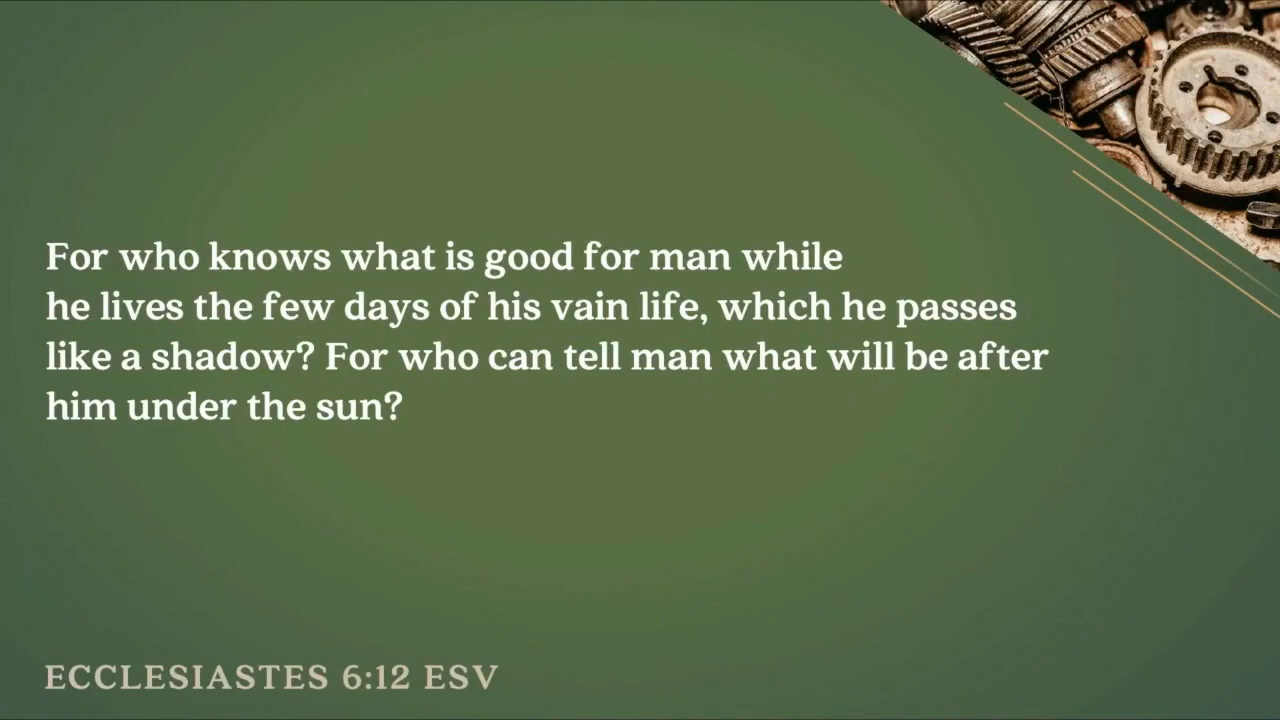 For who knows what is good for man while
he lives the few days of his vain life, which he passes
like a shadow? For who can tell man what will be after
him under the sun?
ECCLESIASTES 6:12 ESV